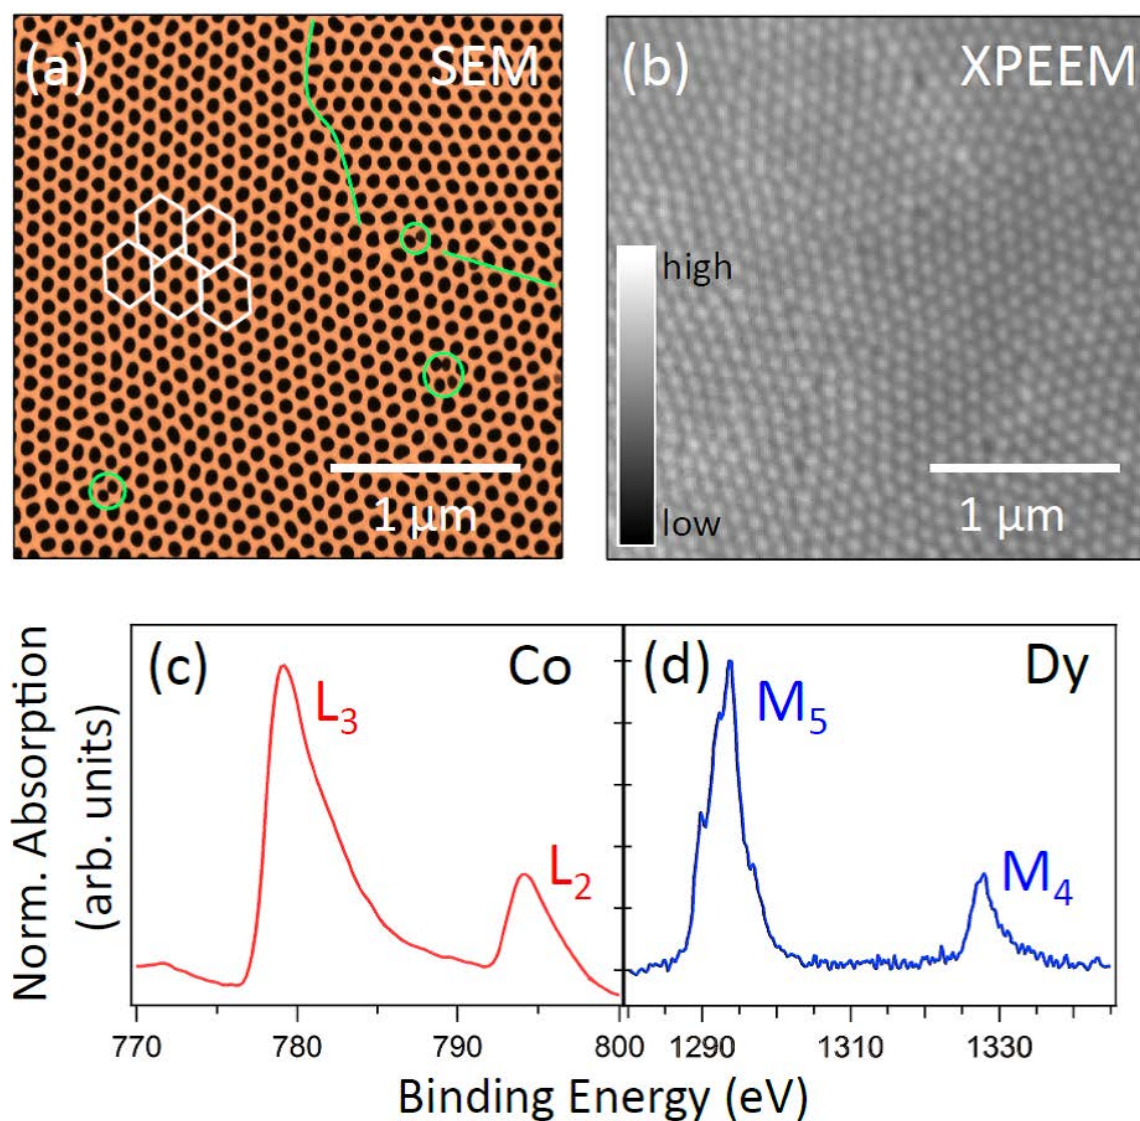 (a) SEM
(b) XPEEM
high
low
1 μm
1 μm
(c) Co
L3
L2
(d) Dy
M5
M4
Norm. Absorption
(arb. units)
770 780 790 800 1290 1310 1330
Binding Energy (eV)